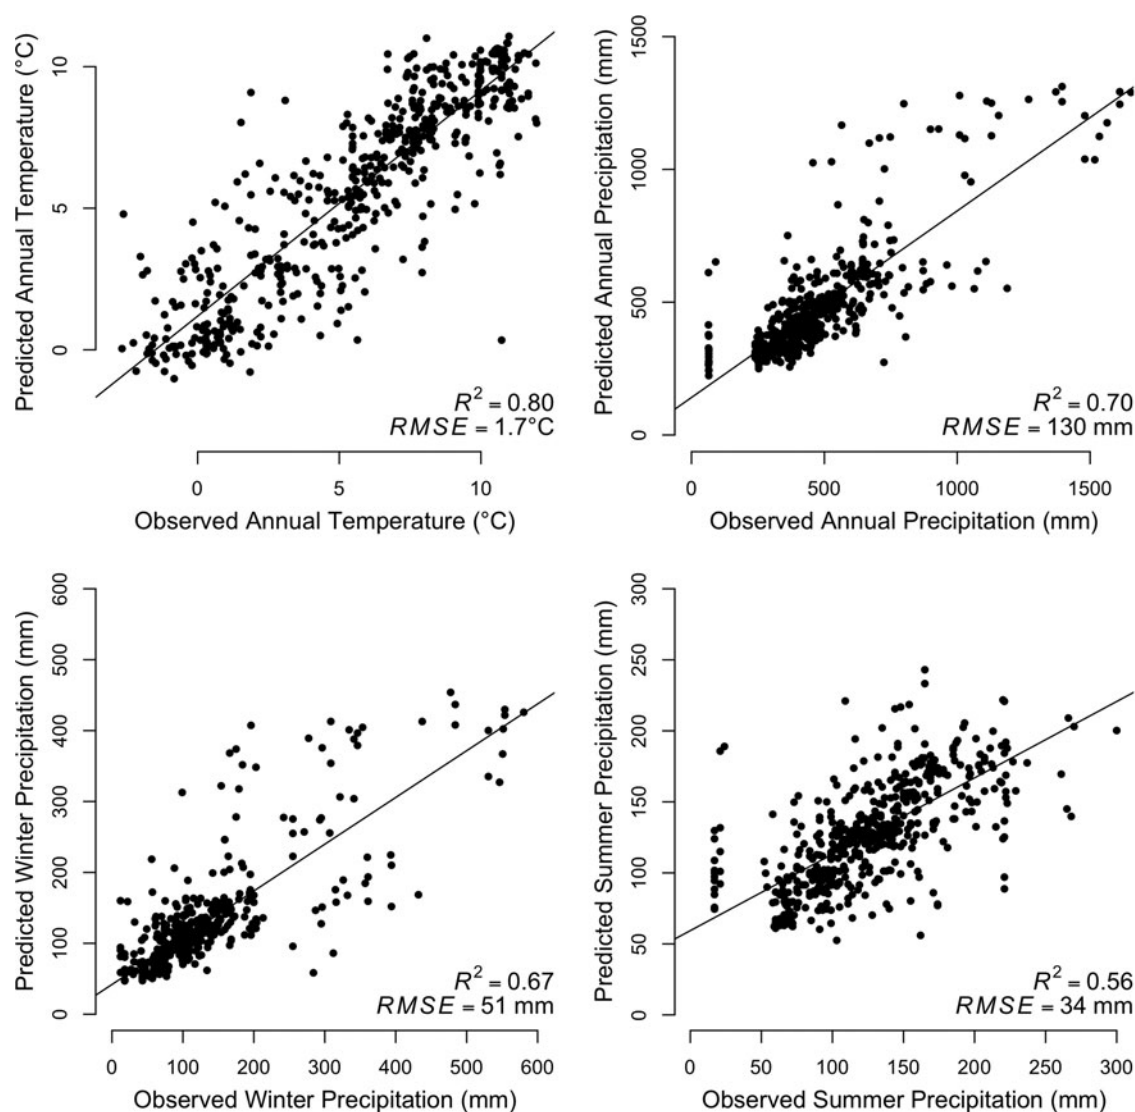 Predicted Annual Temperature (°C)
10
5
0
R² = 0.80
RMSE = 1.7°C
0 5 10
Observed Annual Temperature (°C)
Predicted Annual Precipitation (mm)
1500
1000
500
0
R² = 0.70
RMSE = 130 mm
0 500 1000 1500
Observed Annual Precipitation (mm)
Predicted Winter Precipitation (mm)
600
500
400
300
200
100
0
R² = 0.67
RMSE = 51 mm
0 100 200 300 400 500 600
Observed Winter Precipitation (mm)
Predicted Summer Precipitation (mm)
300
250
200
150
100
50
0
R² = 0.56
RMSE = 34 mm
0 50 100 150 200 250 300
Observed Summer Precipitation (mm)